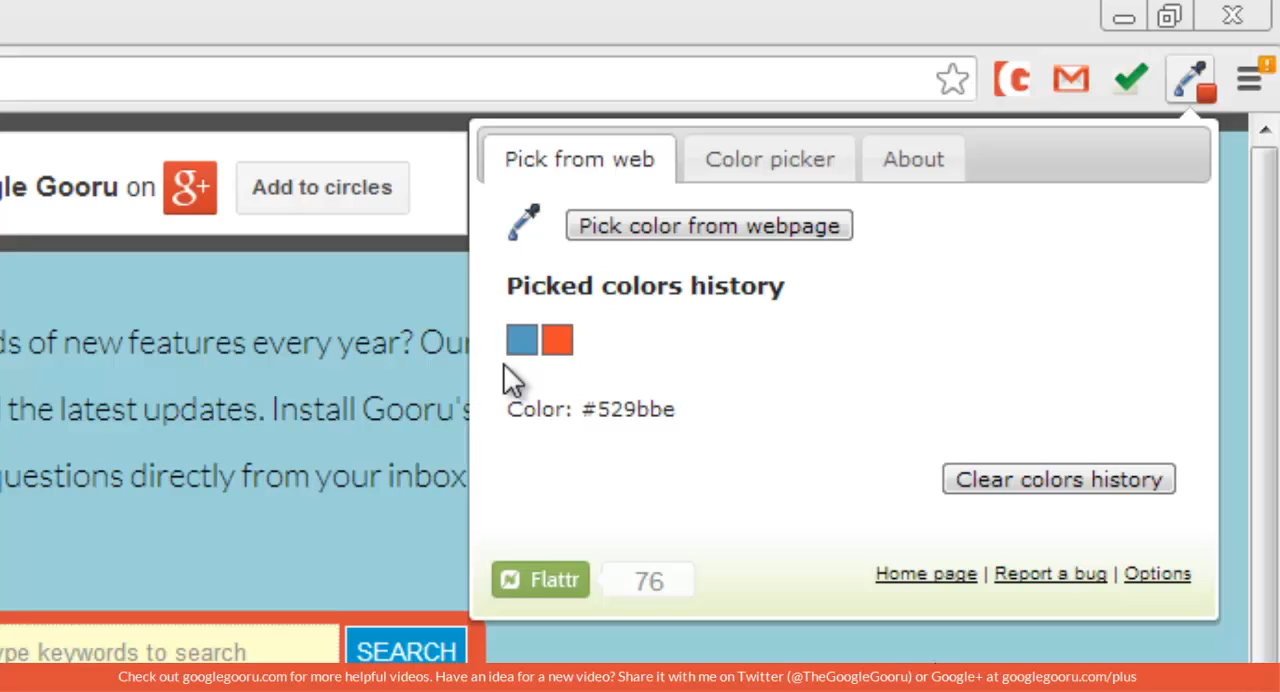 Pick from web
Color picker
About
gle Gooru on
g+
Add to circles
Pick color from webpage
Picked colors history
ds of new features every year? Our
the latest updates. Install Gooru's
Color: #529bbe
questions directly from your inbox
Clear colors history
Flattr
76
Home page | Report a bug | Options
ype keywords to search
SEARCH
Check out googlegooru.com for more helpful videos. Have an idea for a new video? Share it with me on Twitter (@TheGoogleGooru) or Google+ at googlegooru.com/plus